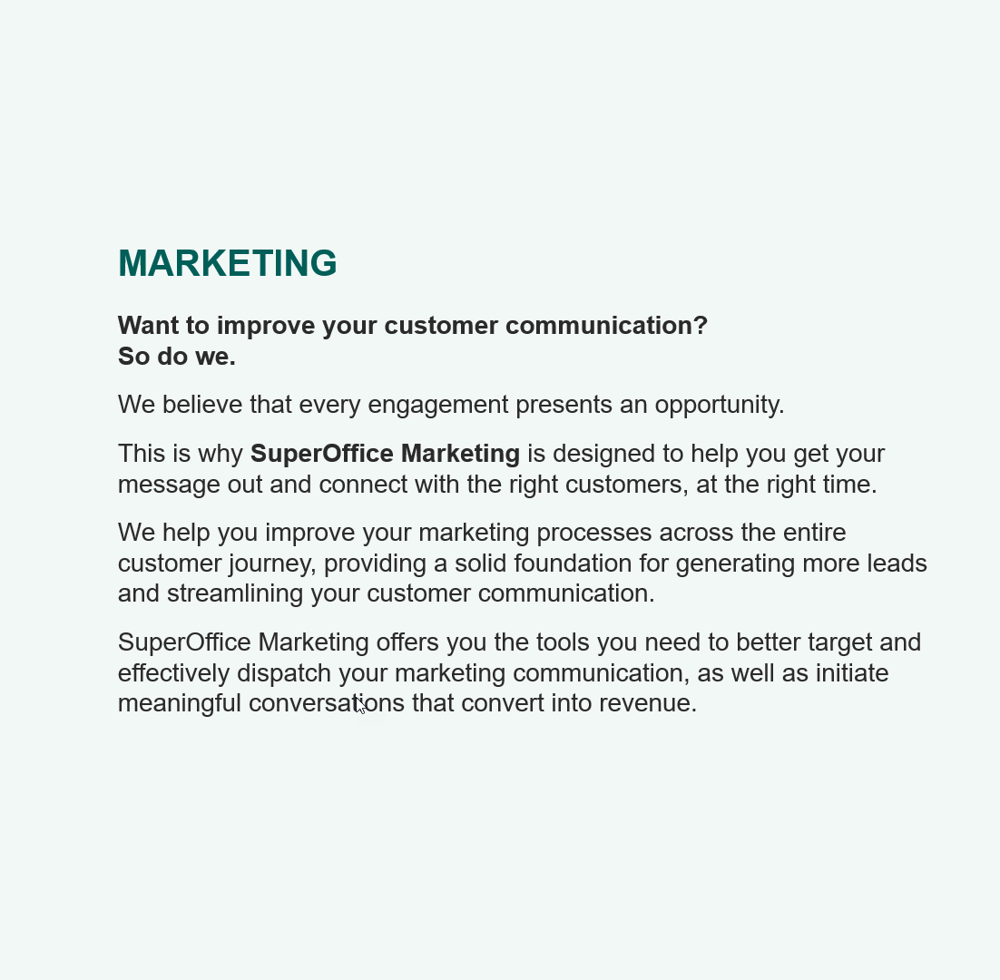 MARKETING
Want to improve your customer communication?
So do we.
We believe that every engagement presents an opportunity.
This is why SuperOffice Marketing is designed to help you get your
message out and connect with the right customers, at the right time.
We help you improve your marketing processes across the entire
customer journey, providing a solid foundation for generating more leads
and streamlining your customer communication.
SuperOffice Marketing offers you the tools you need to better target and
effectively dispatch your marketing communication, as well as initiate
meaningful conversations that convert into revenue.